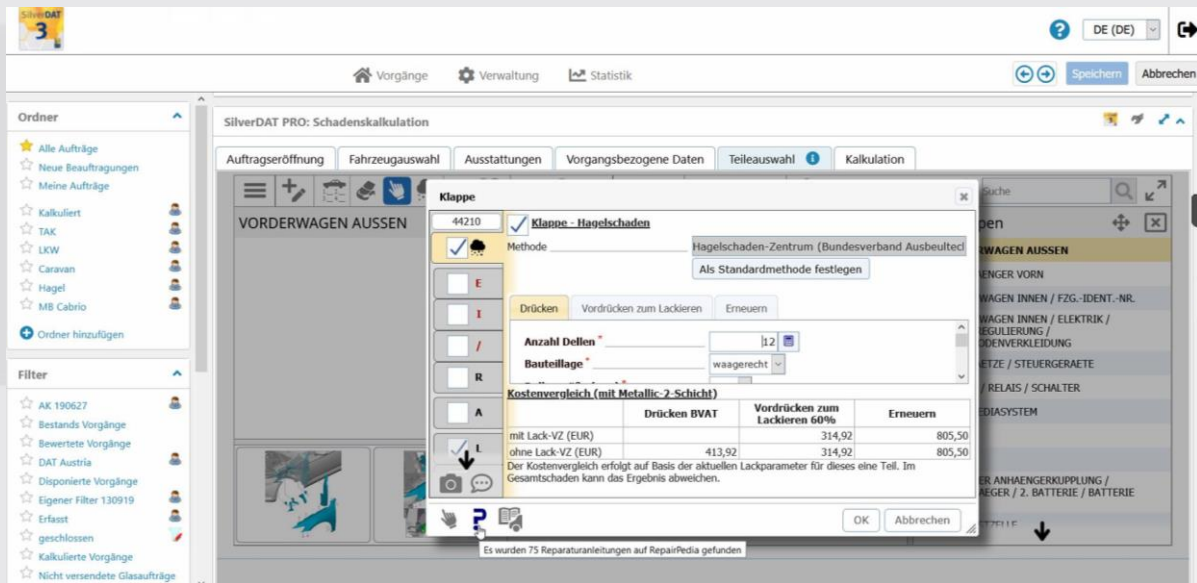 SilverDAT
3
DE (DE)
Vorgänge
Verwaltung
Statistik
Speichern
Abbrechen
Ordner
Alle Aufträge
Neue Beauftragungen
Meine Aufträge
Kalkuliert
TAK
LKW
Caravan
Hagel
MB Cabrio
Ordner hinzufügen
Filter
AK 190627
Bestands Vorgänge
Bewertete Vorgänge
DAT Austria
Disponierte Vorgänge
Eigener Filter 130919
Erfasst
geschlossen
Kalkulierte Vorgänge
Nicht versendete Glasaufträge
SilverDAT PRO: Schadenskalkulation
Auftragseröffnung
Fahrzeugauswahl
Ausstattungen
Vorgangsbezogene Daten
Teileauswahl
Kalkulation
VORDERWAGEN AUSSEN
Klappe
44210
E
I
/
R
A
L
Klappe - Hagelschaden
Methode Hagelschaden-Zentrum (Bundesverband Ausbeultecl
Als Standardmethode festlegen
Drücken
Vordrücken zum Lackieren
Erneuern
Anzahl Dellen * 12
Bauteillage * waagerecht
Kostenvergleich (mit Metallic-2-Schicht)
Drücken BVAT Vordrücken zum Lackieren 60% Erneuern
mit Lack-VZ (EUR) 314,92 805,50
ohne Lack-VZ (EUR) 413,92 314,92 805,50
Der Kostenvergleich erfolgt auf Basis der aktuellen Lackparameter für dieses eine Teil. Im
Gesamtschaden kann das Ergebnis abweichen.
OK
Abbrechen
Es wurden 75 Reparaturanleitungen auf RepairPedia gefunden
Suche
pen
RWAGEN AUSSEN
AENGER VORN
WAGEN INNEN / FZG.-IDENT.-NR.
WAGEN INNEN / ELEKTRIK /
REGULIERUNG /
ODENVERKLEIDUNG
ETZE / STEUERGERAETE
/ RELAIS / SCHALTER
EDIASYSTEM
ER ANHAENGERKUPPLUNG /
AEGER / 2. BATTERIE / BATTERIE